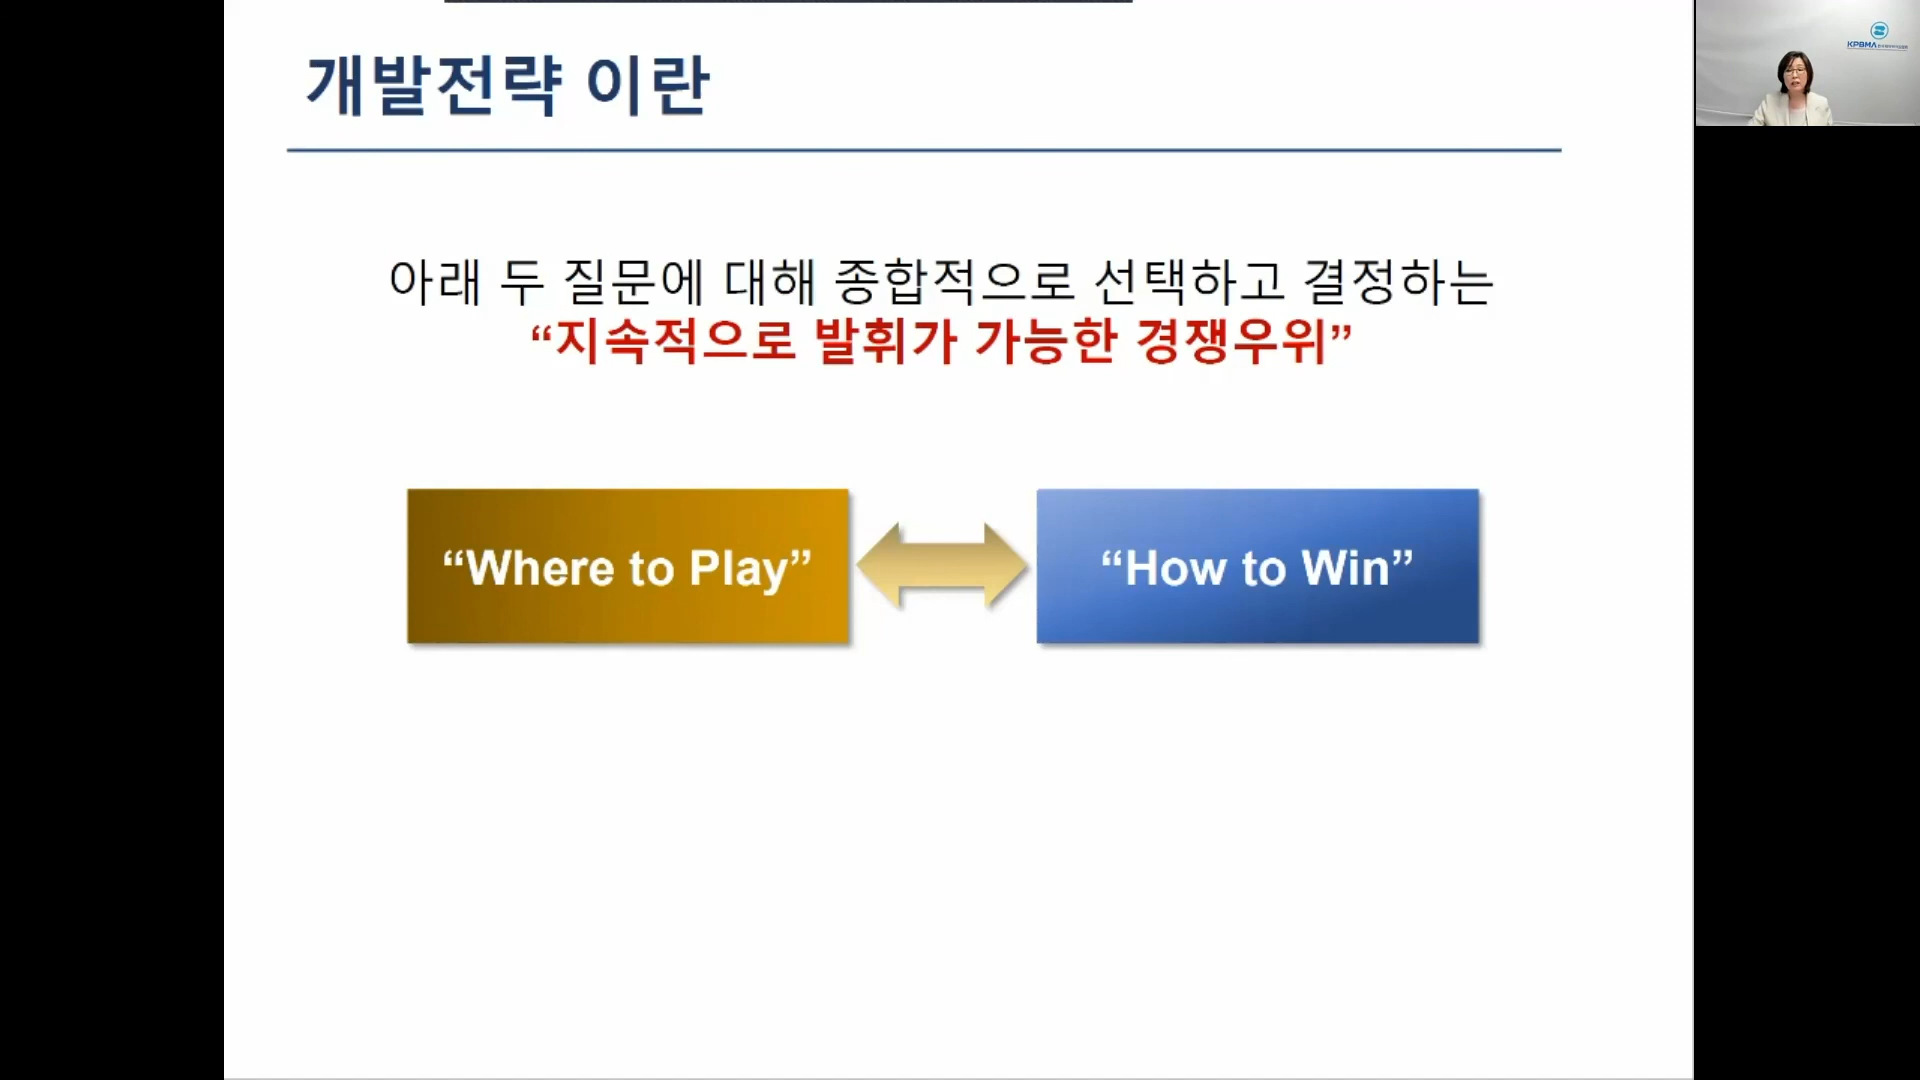 개발전략 이란
아래 두 질문에 대해 종합적으로 선택하고 결정하는
“지속적으로 발휘가 가능한 경쟁우위”
“Where to Play”
“How to Win”
KPBMA